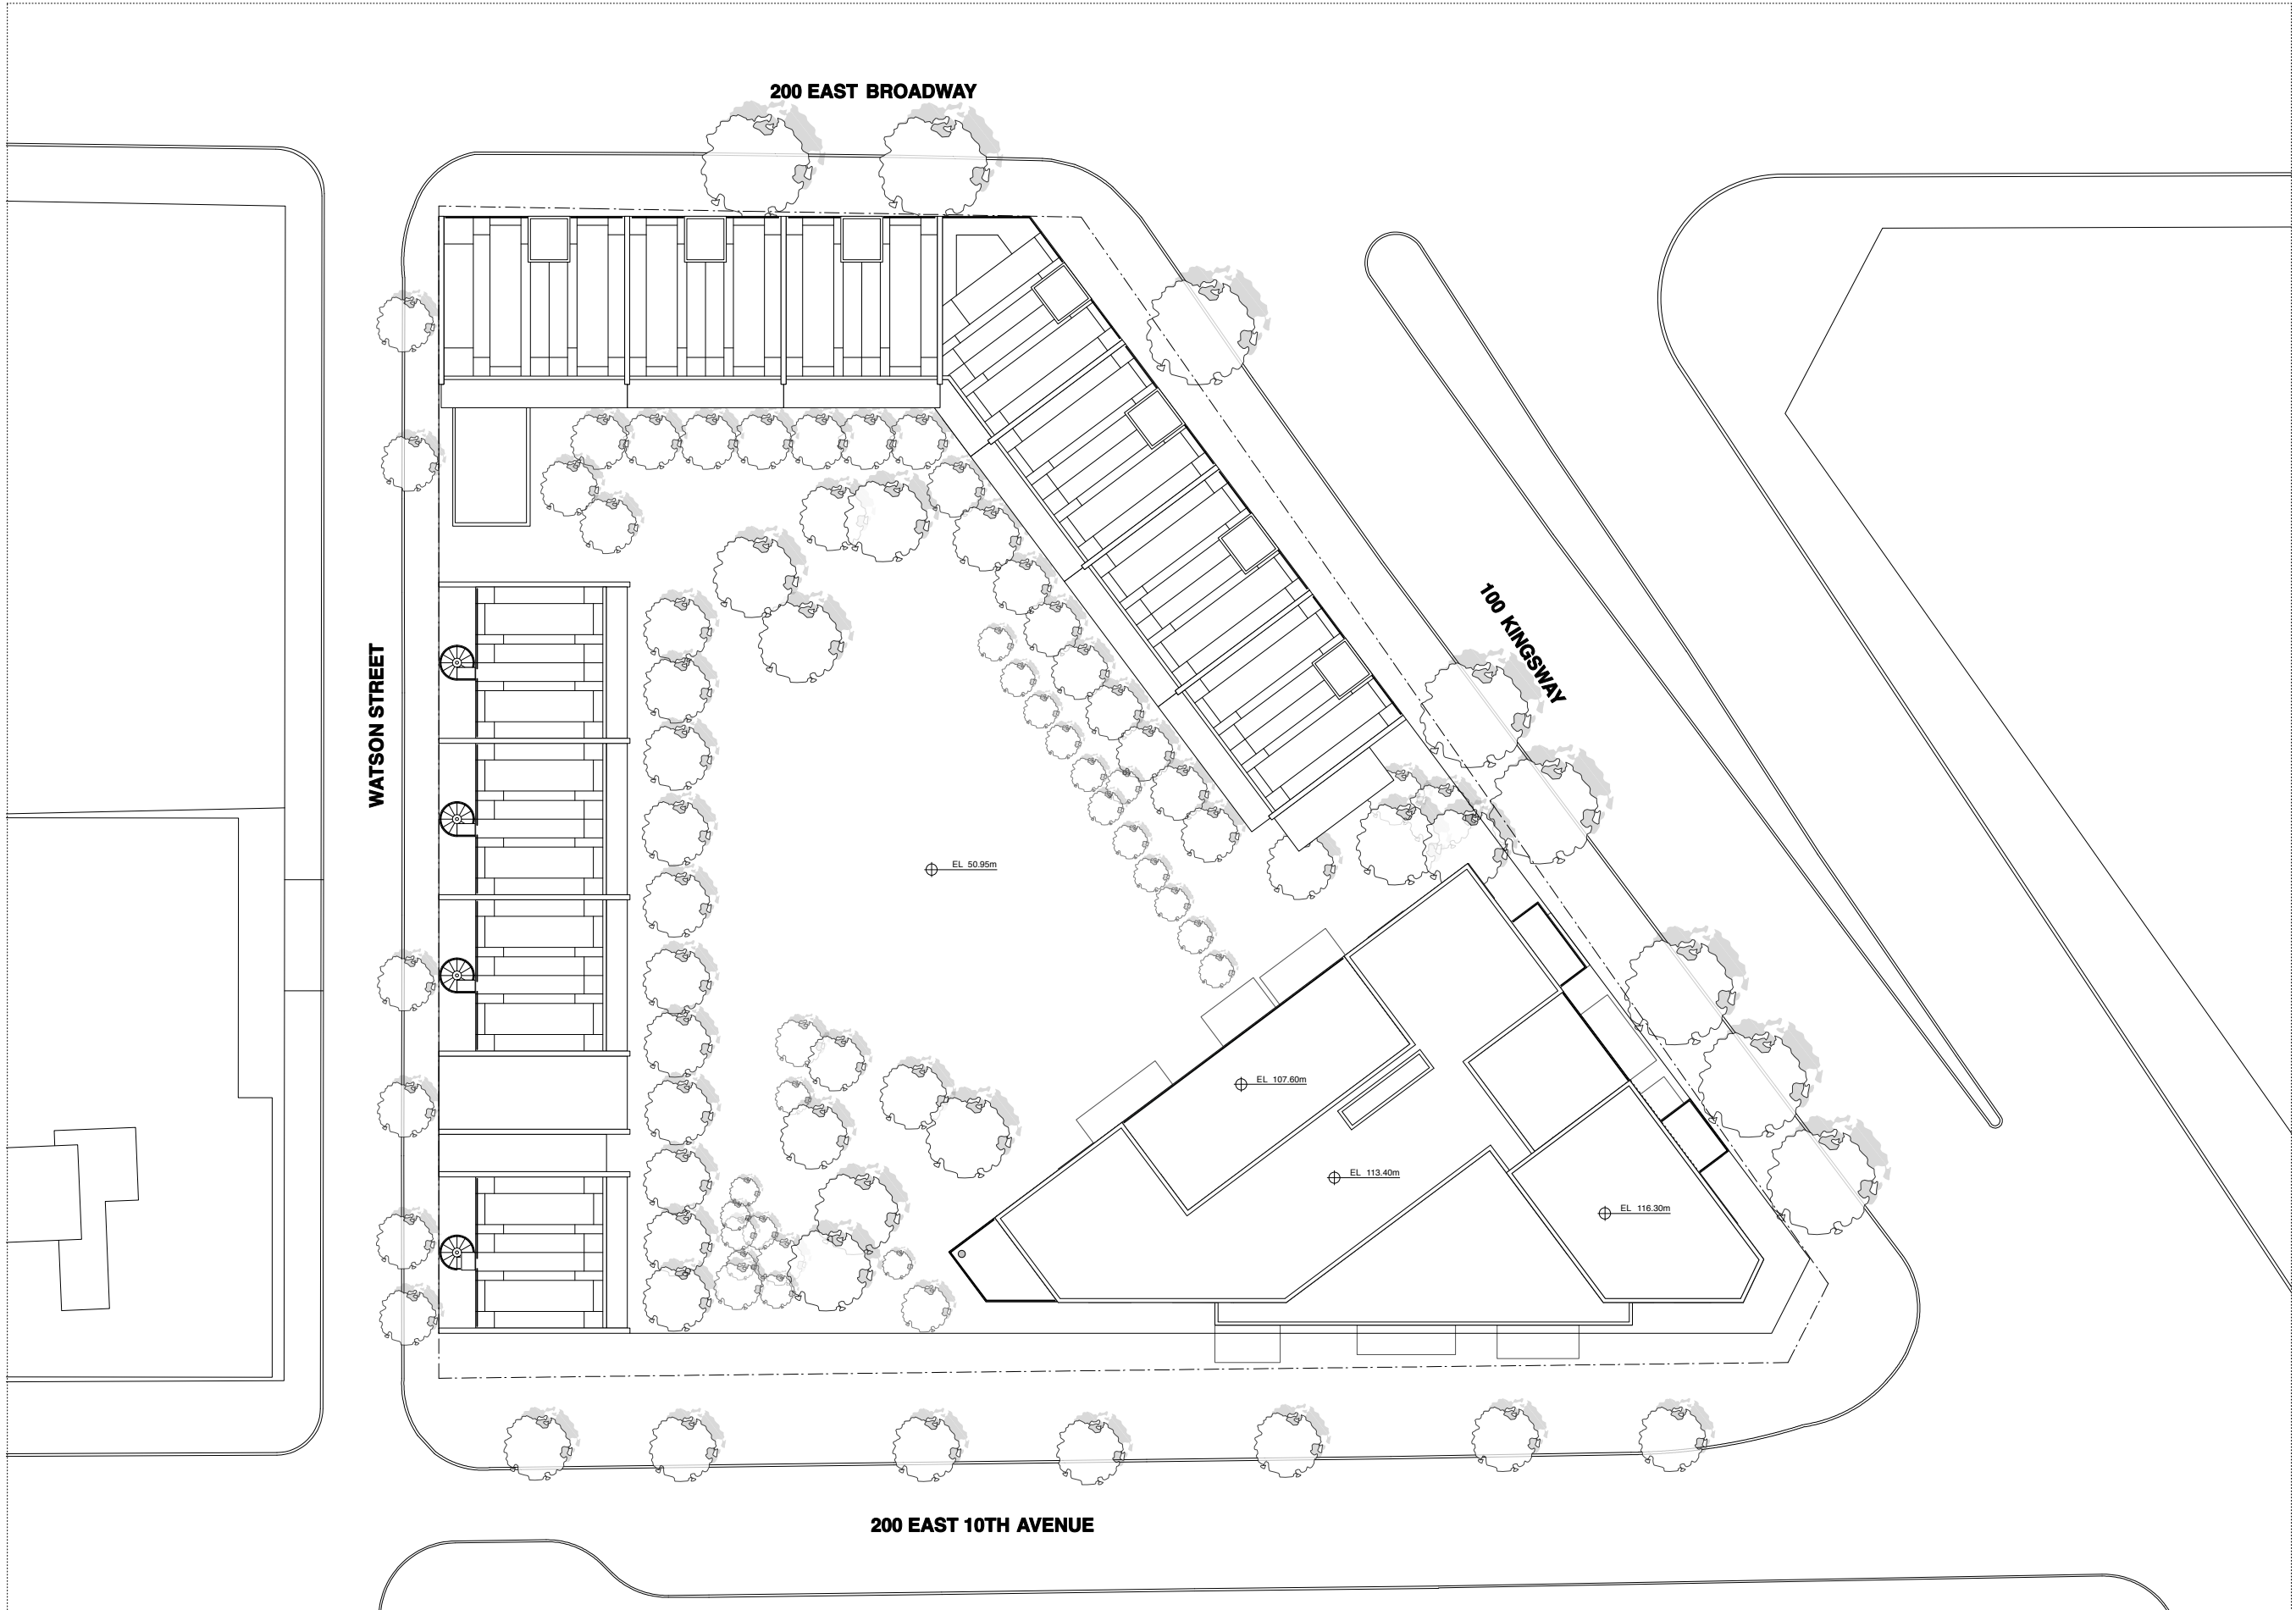 200 EAST BROADWAY
100 KINGSWAY
WATSON STREET
EL 50.95m
EL 107.60m
EL 113.40m
EL 116.30m
200 EAST 10TH AVENUE